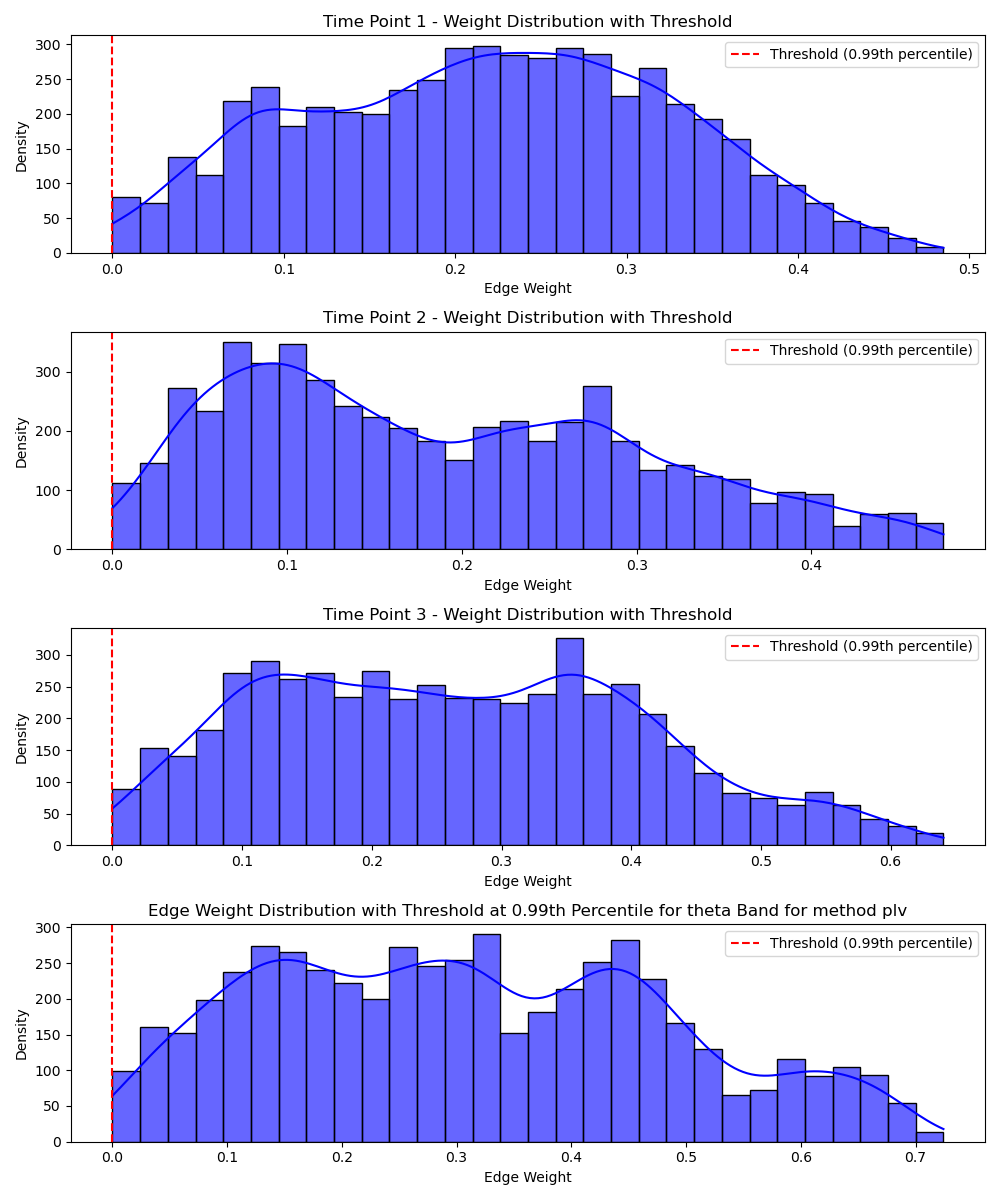 Time Point 1 - Weight Distribution with Threshold
Threshold (0.99th percentile)
Density
300
250
200
150
100
50
0
0.0 0.1 0.2 0.3 0.4 0.5
Edge Weight
Time Point 2 - Weight Distribution with Threshold
Threshold (0.99th percentile)
Density
300
200
100
0
0.0 0.1 0.2 0.3 0.4
Edge Weight
Time Point 3 - Weight Distribution with Threshold
Threshold (0.99th percentile)
Density
300
250
200
150
100
50
0
0.0 0.1 0.2 0.3 0.4 0.5 0.6
Edge Weight
Edge Weight Distribution with Threshold at 0.99th Percentile for theta Band for method plv
Threshold (0.99th percentile)
Density
300
250
200
150
100
50
0
0.0 0.1 0.2 0.3 0.4 0.5 0.6 0.7
Edge Weight